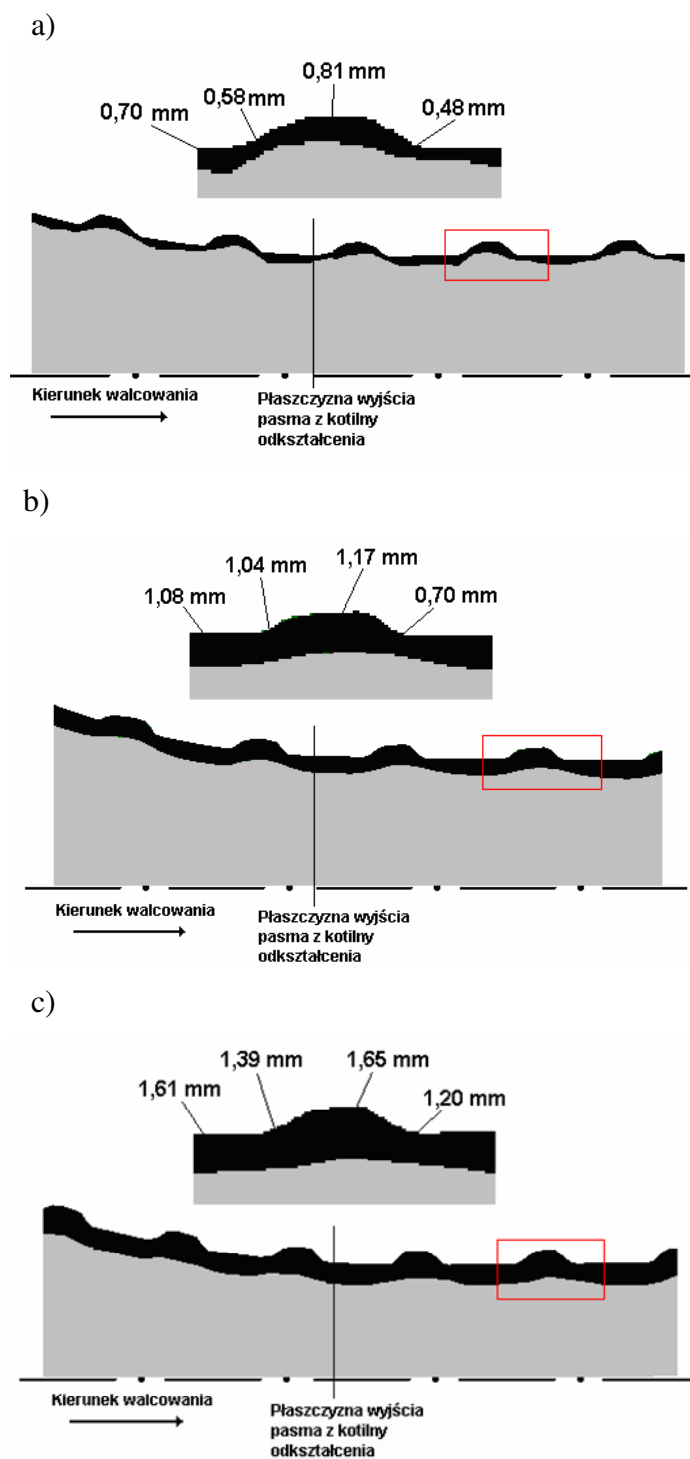 a)
0,81 mm
0,58 mm
0,70 mm
0,48 mm
Kierunek walcowania
Płaszczyzna wyjścia
pasma z kotilny
odkształcenia
b)
1,17 mm
1,04 mm
1,08 mm
0,70 mm
Kierunek walcowania
Płaszczyzna wyjścia
pasma z kotilny
odkształcenia
c)
1,39 mm
1,65 mm
1,61 mm
1,20 mm
Kierunek walcowania
Płaszczyzna wyjścia
pasma z kotilny
odkształcenia